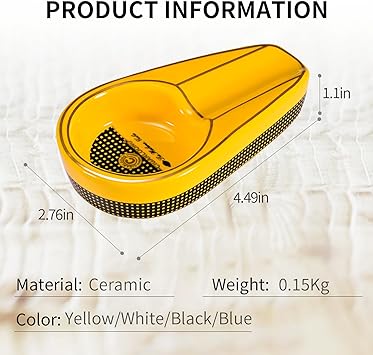 PRODUCT INFORMATION
1.1in
4.49in
2.76in
Material: Ceramic Weight: 0.15Kg
Color: Yellow/White/Black/Blue